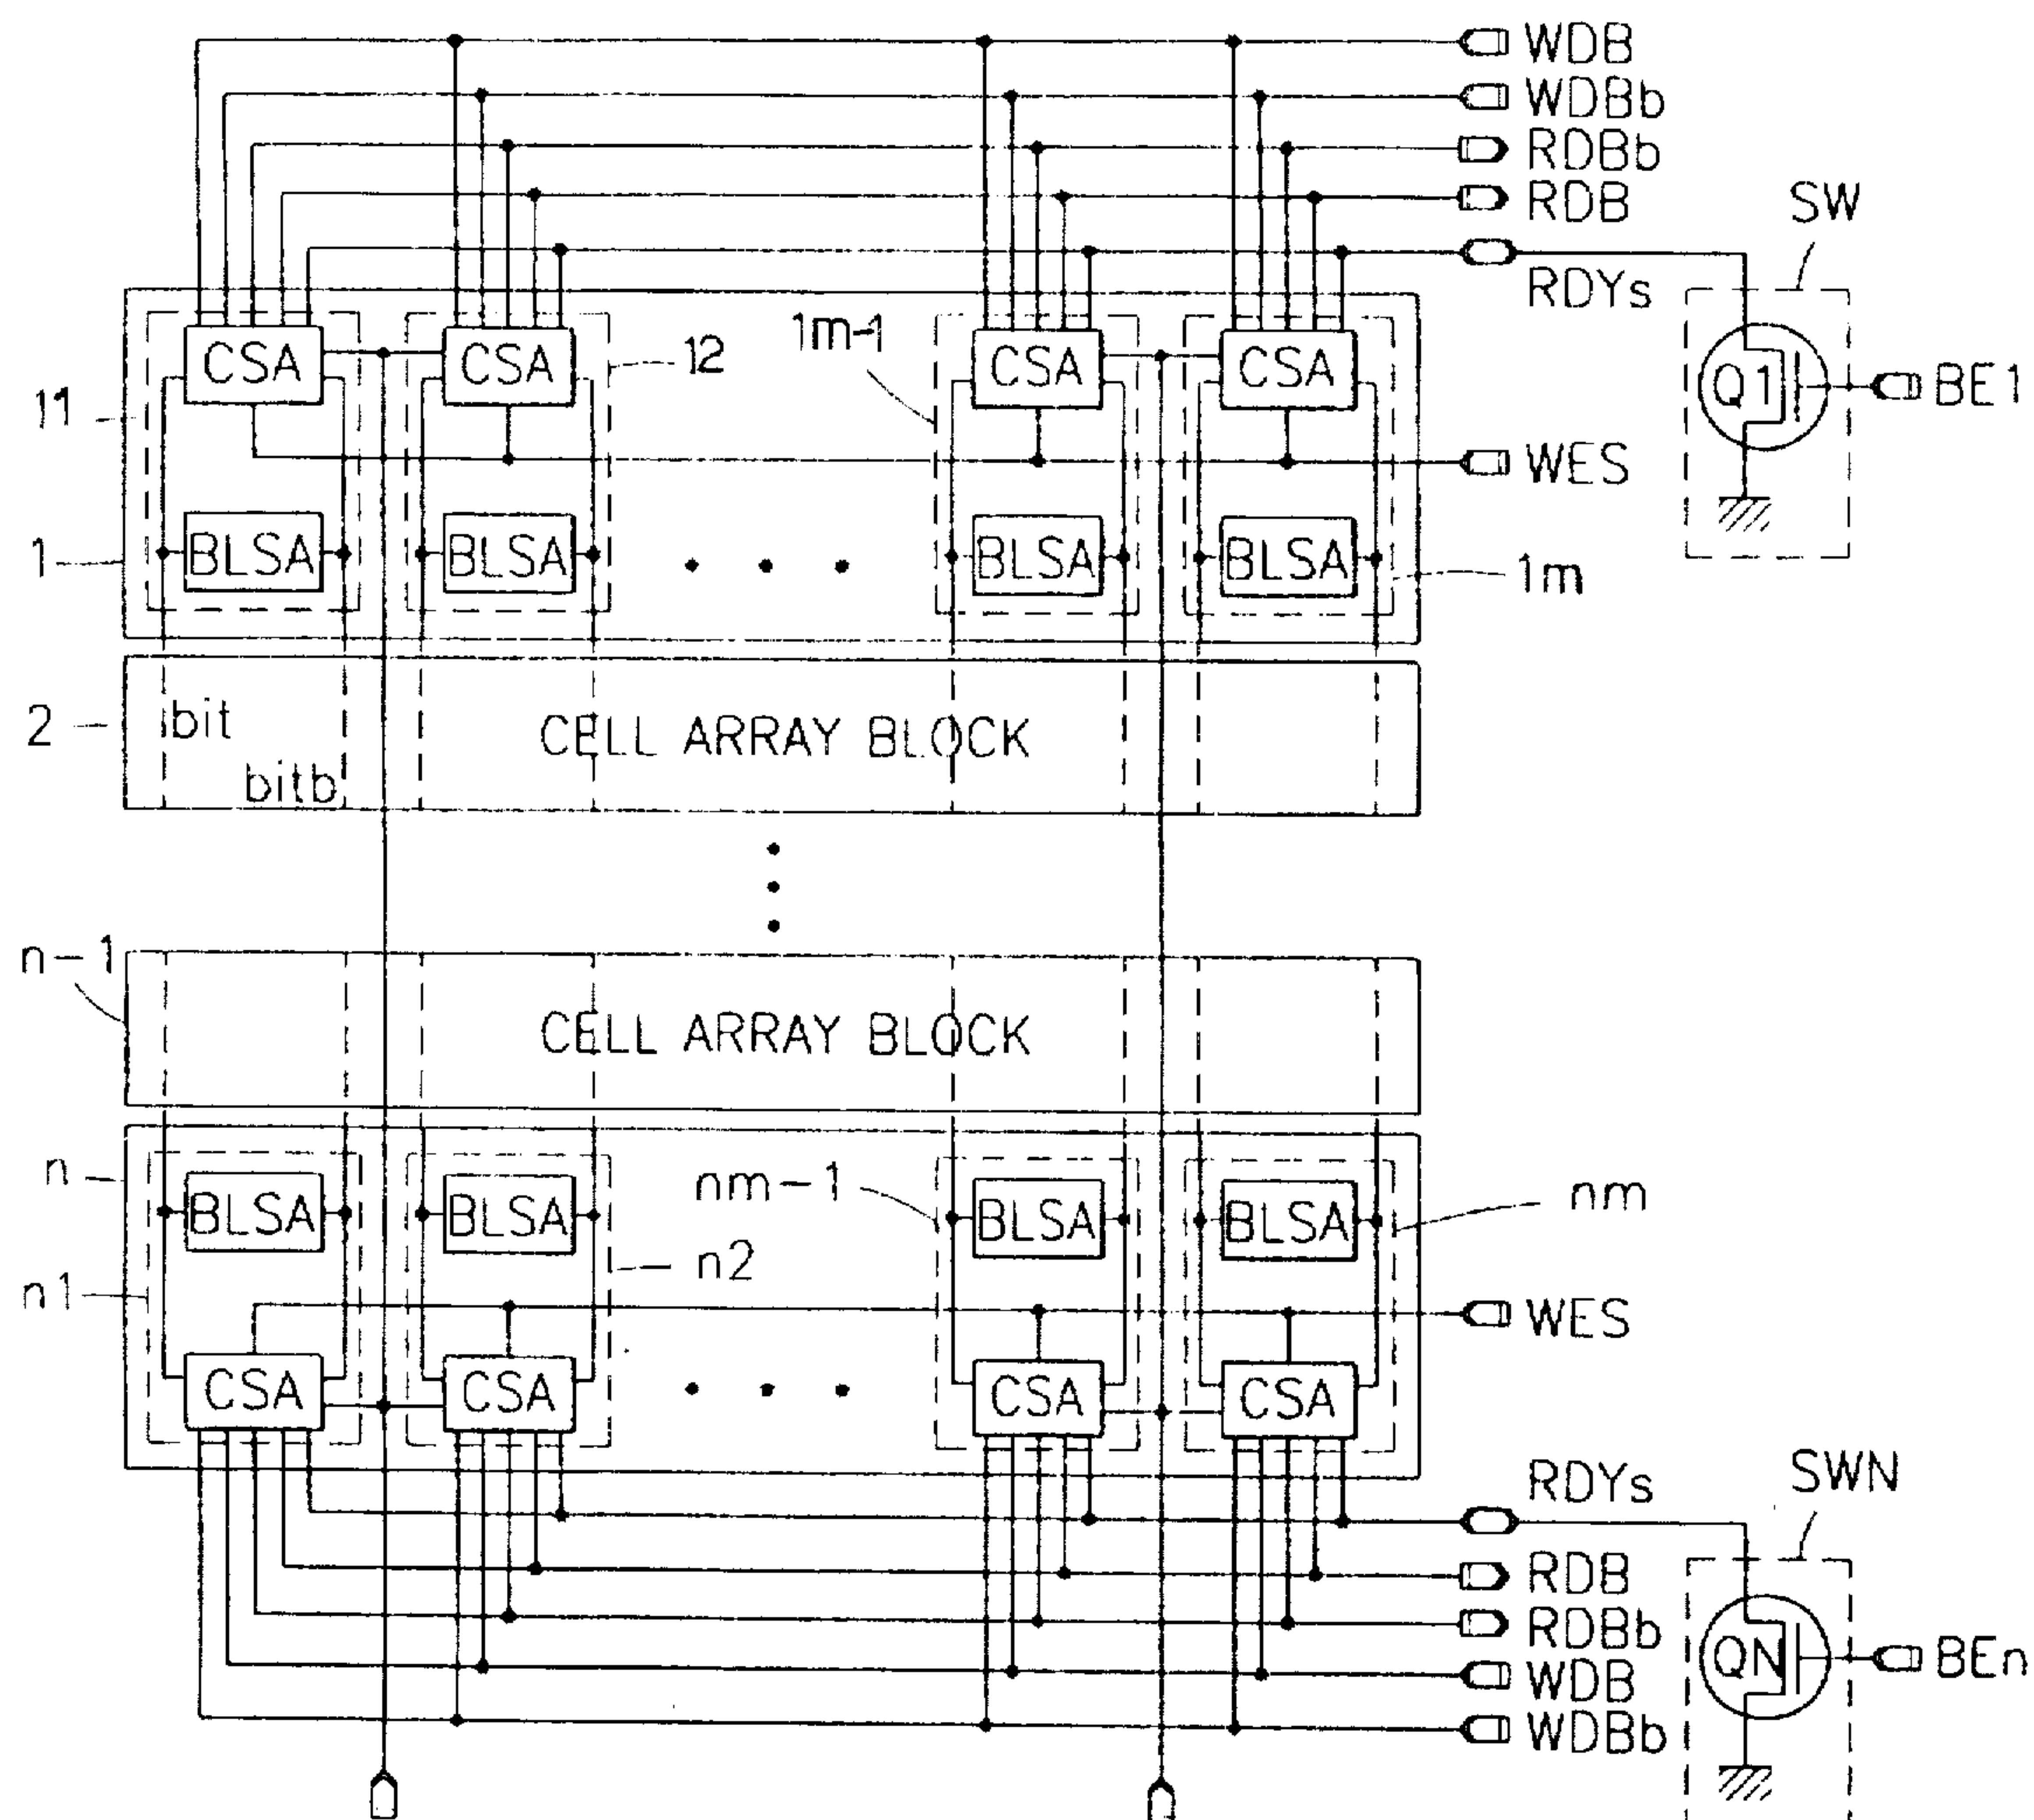 WDB
WDBb
RDBb
RDB
SW
RDYs
CSA CSA 1m-1 CSA CSA
12
Q1 BE1
11
WES
1
BLSA BLSA . . . BLSA BLSA
1m
2
bit
CELL ARRAY BLOCK
bitb
n-1
CELL ARRAY BLOCK
n
nm-1
nm
BLSA BLSA BLSA BLSA
n2
n1
WES
CSA CSA . . . CSA CSA
RDYs
SWN
RDB
RDBb
QN BEn
WDB
WDBb